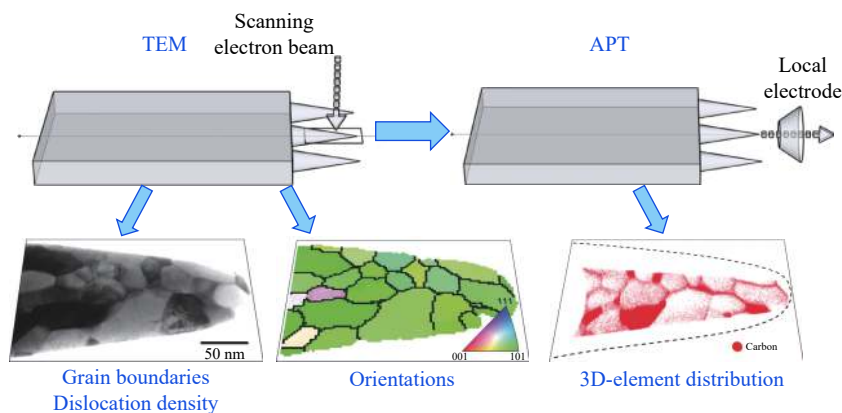 TEM
Scanning
electron beam
APT
Local
electrode
50 nm
111
001
101
Carbon
Grain boundaries
Dislocation density
Orientations
3D-element distribution